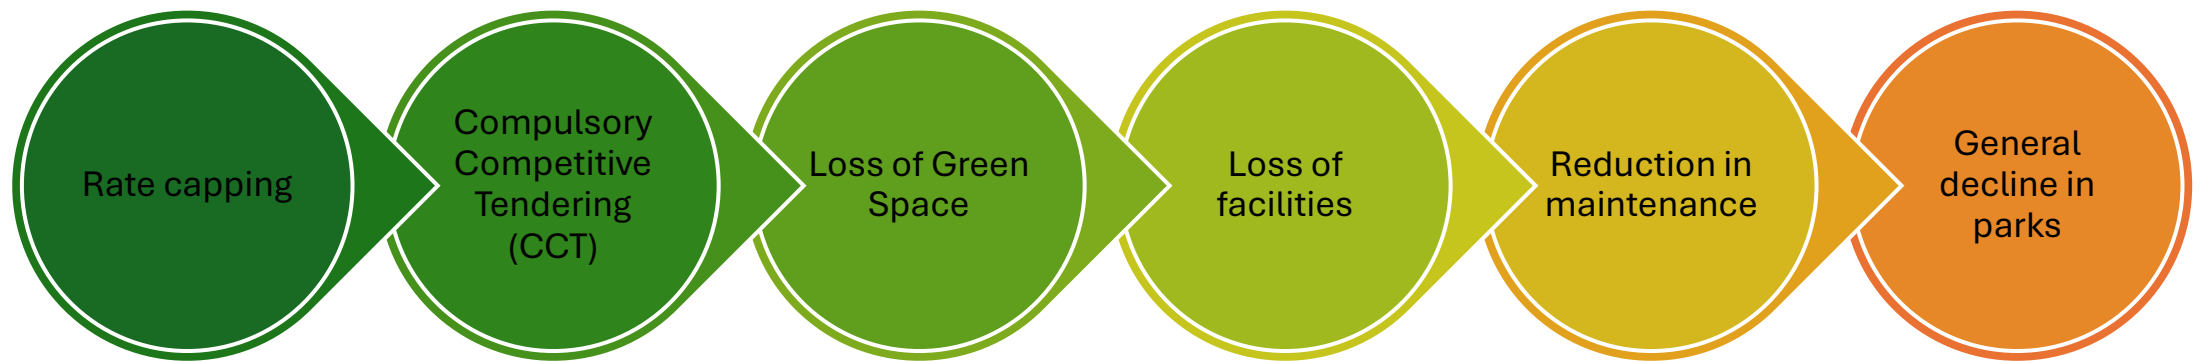 Rate capping
Compulsory
Competitive
Tendering
(CCT)
Loss of Green
Space
Loss of
facilities
Reduction in
maintenance
General
decline in
parks